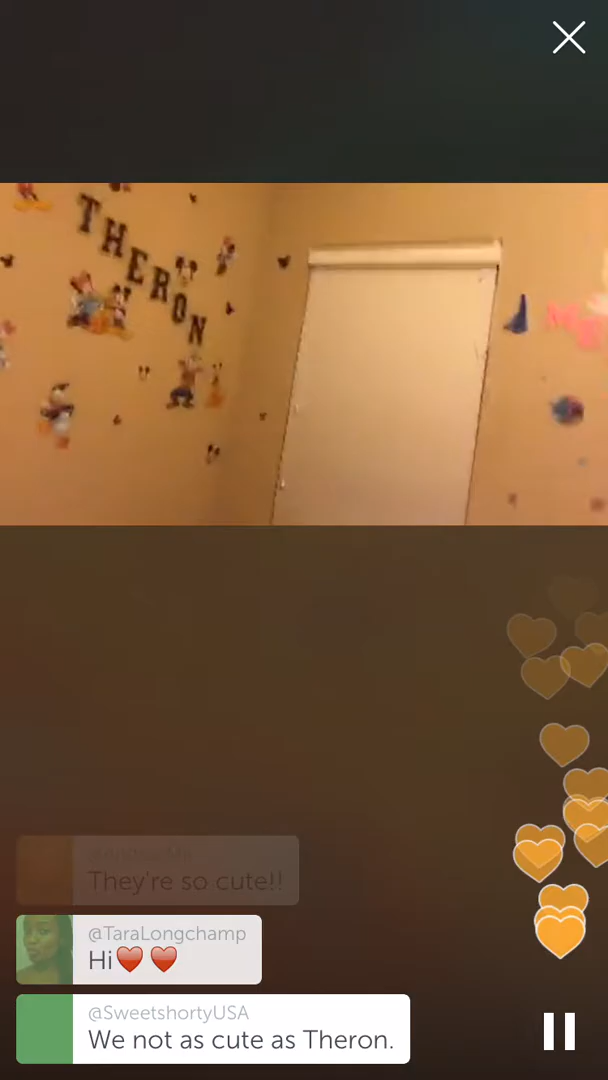 THERON
They're so cute!!
@TaraLongchamp
Hi❤️❤️
@SweetshortyUSA
We not as cute as Theron.